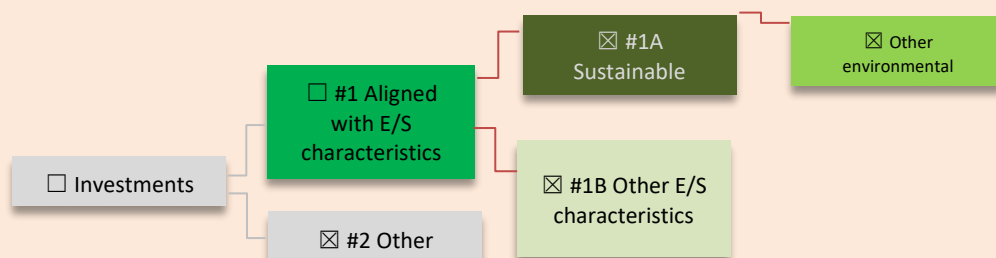 ☐ Investments
☐ #1 Aligned
with E/S
characteristics
☒ #2 Other
☒ #1A
Sustainable
☒ #1B Other E/S
characteristics
☒ Other
environmental